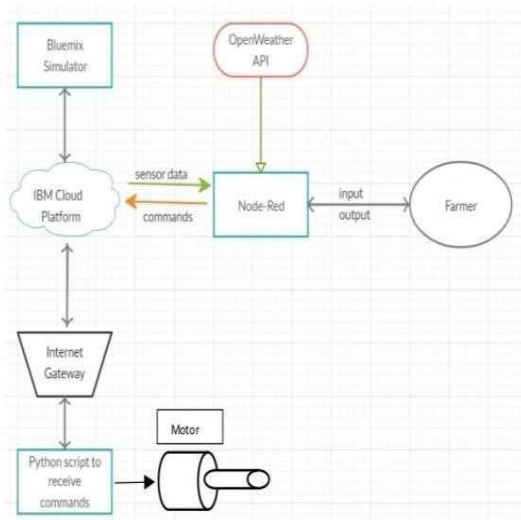 Bluemix
Simulator
OpenWeather
API
sensor data
IBM Cloud
Platform
commands
Node-Red
input
output
Farmer
Internet
Gateway
Motor
Python script to
receive
commands